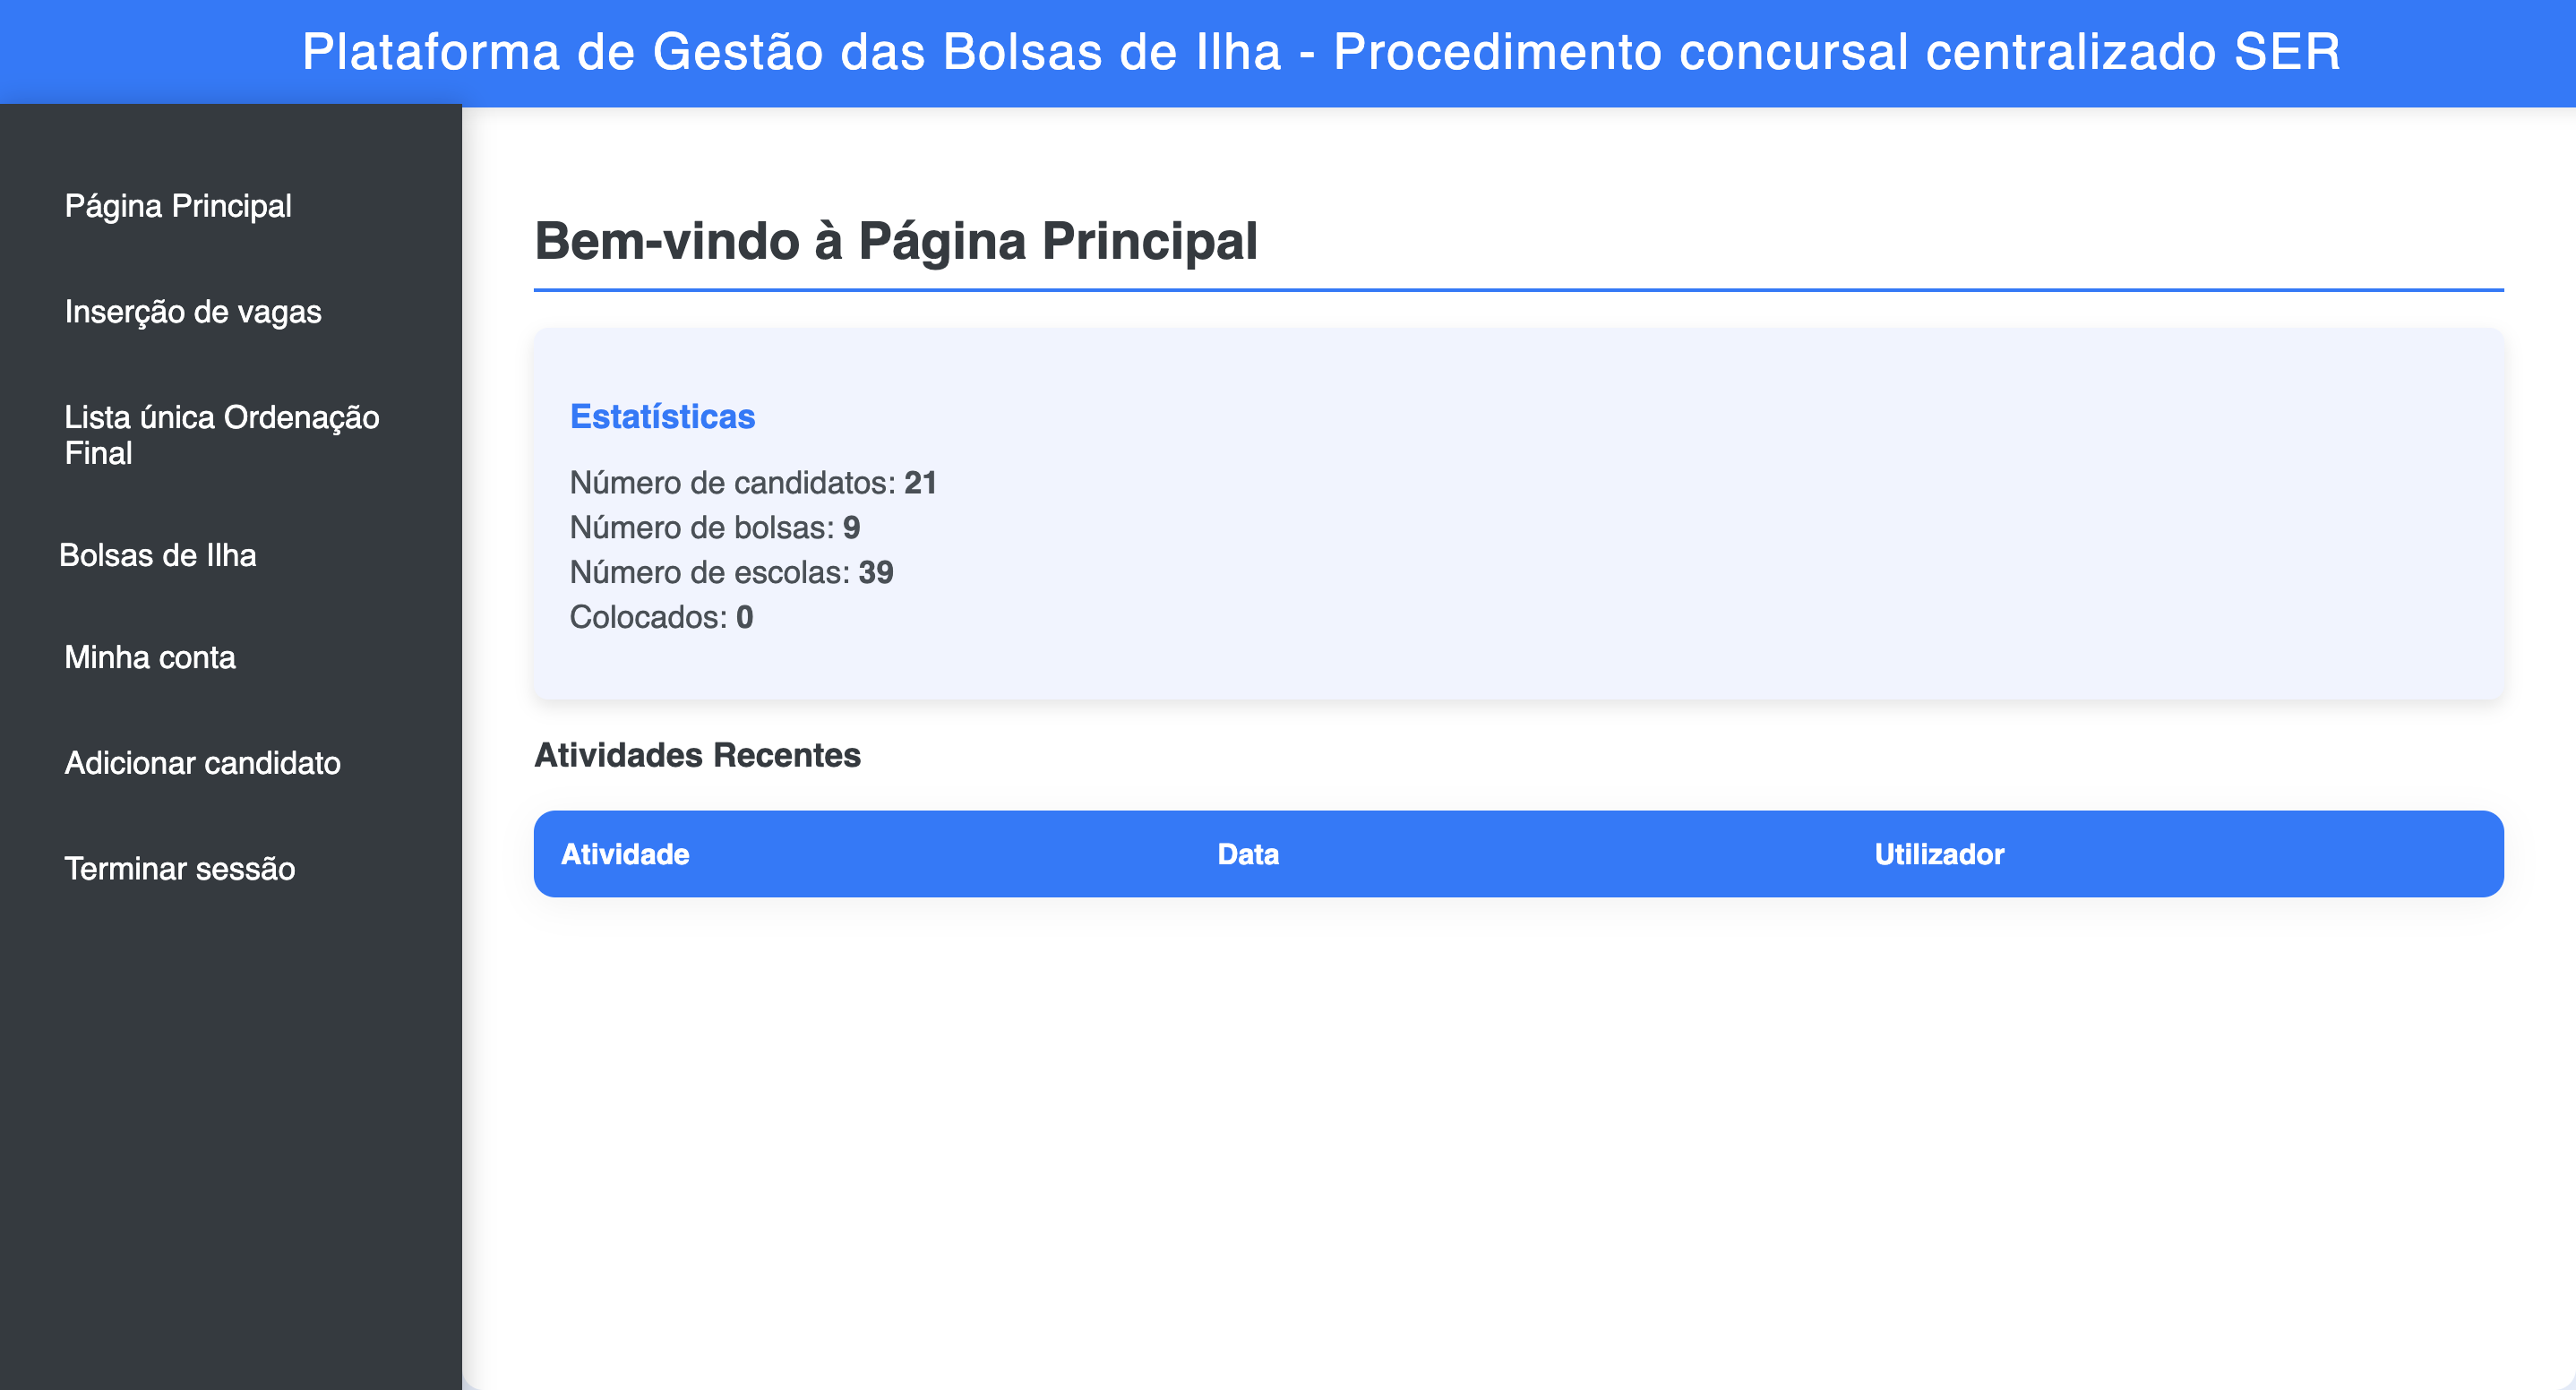 Plataforma de Gestão das Bolsas de Ilha - Procedimento concursal centralizado SER
Página Principal
Inserção de vagas
Lista única Ordenação
Final
Bolsas de Ilha
Minha conta
Adicionar candidato
Terminar sessão
Bem-vindo à Página Principal
Estatísticas
Número de candidatos: 21
Número de bolsas: 9
Número de escolas: 39
Colocados: 0
Atividades Recentes
Atividade Data Utilizador